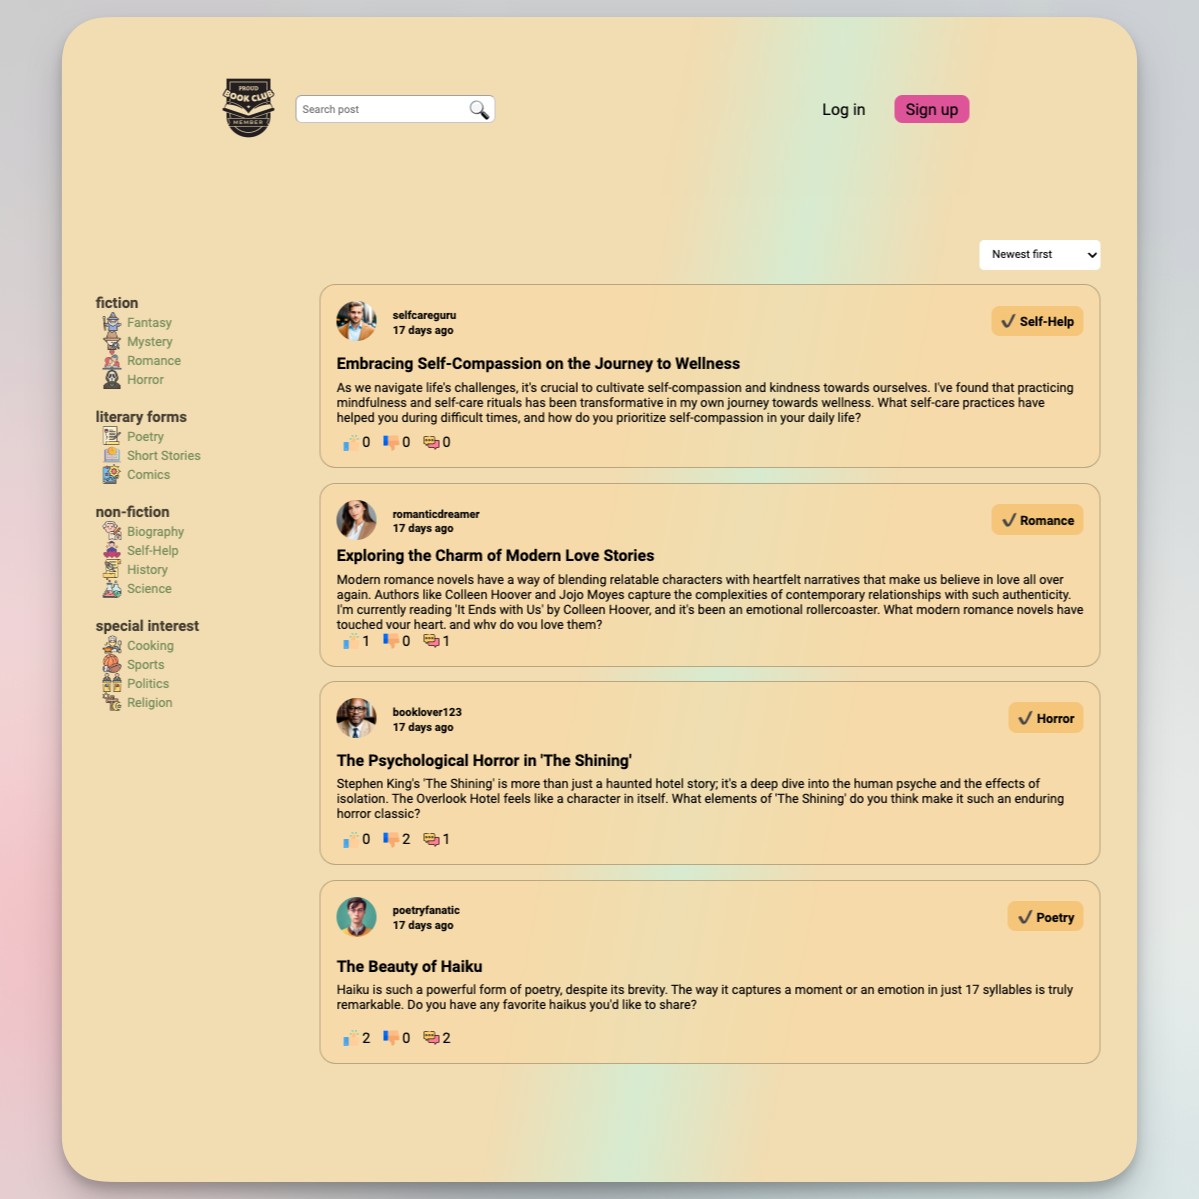 PROUD
BOOK CLUB
MEMBER
Search post
Log in
Sign up
Newest first
fiction
Fantasy
Mystery
Romance
Horror
literary forms
Poetry
Short Stories
Comics
non-fiction
Biography
Self-Help
History
Science
special interest
Cooking
Sports
Politics
Religion
selfcareguru
17 days ago
Self-Help
Embracing Self-Compassion on the Journey to Wellness
As we navigate life's challenges, it's crucial to cultivate self-compassion and kindness towards ourselves. I've found that practicing
mindfulness and self-care rituals has been transformative in my own journey towards wellness. What self-care practices have
helped you during difficult times, and how do you prioritize self-compassion in your daily life?
0 0 0
romanticdreamer
17 days ago
Romance
Exploring the Charm of Modern Love Stories
Modern romance novels have a way of blending relatable characters with heartfelt narratives that make us believe in love all over
again. Authors like Colleen Hoover and Jojo Moyes capture the complexities of contemporary relationships with such authenticity.
I'm currently reading 'It Ends with Us' by Colleen Hoover, and it's been an emotional rollercoaster. What modern romance novels have
touched your heart, and why do you love them?
1 0 1
booklover123
17 days ago
Horror
The Psychological Horror in 'The Shining'
Stephen King's 'The Shining' is more than just a haunted hotel story; it's a deep dive into the human psyche and the effects of
isolation. The Overlook Hotel feels like a character in itself. What elements of 'The Shining' do you think make it such an enduring
horror classic?
0 2 1
poetryfanatic
17 days ago
Poetry
The Beauty of Haiku
Haiku is such a powerful form of poetry, despite its brevity. The way it captures a moment or an emotion in just 17 syllables is truly
remarkable. Do you have any favorite haikus you'd like to share?
2 0 2